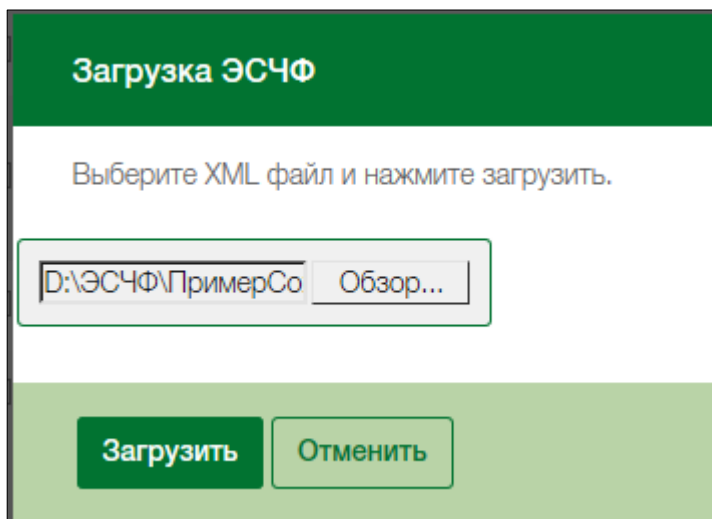 Загрузка ЭСЧФ
Выберите XML файл и нажмите загрузить.
D:\ЭСЧФ\ПримерСо Обзор...
Загрузить Отменить